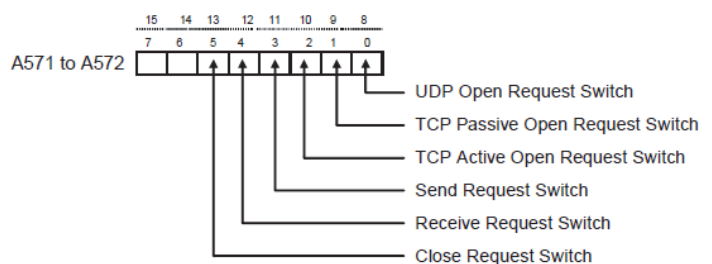 15 14 13 12 11 10 9 8
7 6 5 4 3 2 1 0
A571 to A572
UDP Open Request Switch
TCP Passive Open Request Switch
TCP Active Open Request Switch
Send Request Switch
Receive Request Switch
Close Request Switch